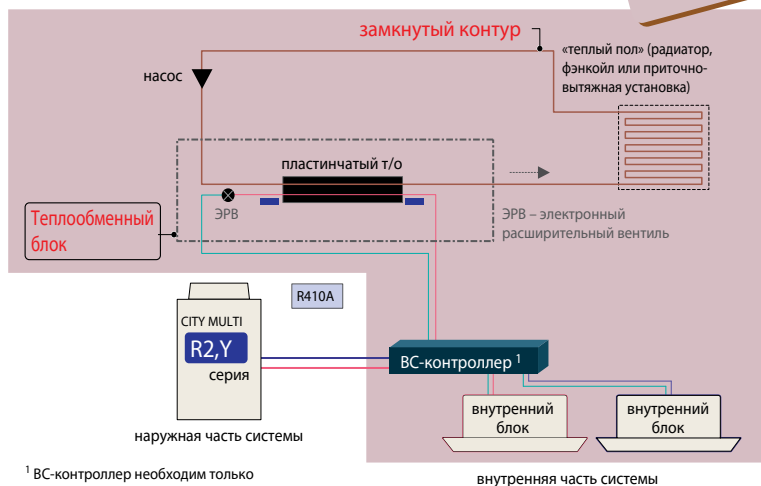 замкнутый контур
«теплый пол» (радиатор,
фэнкойл или приточно-
вытяжная установка)
насос
пластинчатый т/о
ЭРВ
Теплообменный
блок
ЭРВ – электронный
расширительный вентиль
R410A
CITY MULTI
R2,Y
серия
BC-контроллер 1
внутренний
блок
внутренний
блок
наружная часть системы
1 BC-контроллер необходим только
внутренняя часть системы